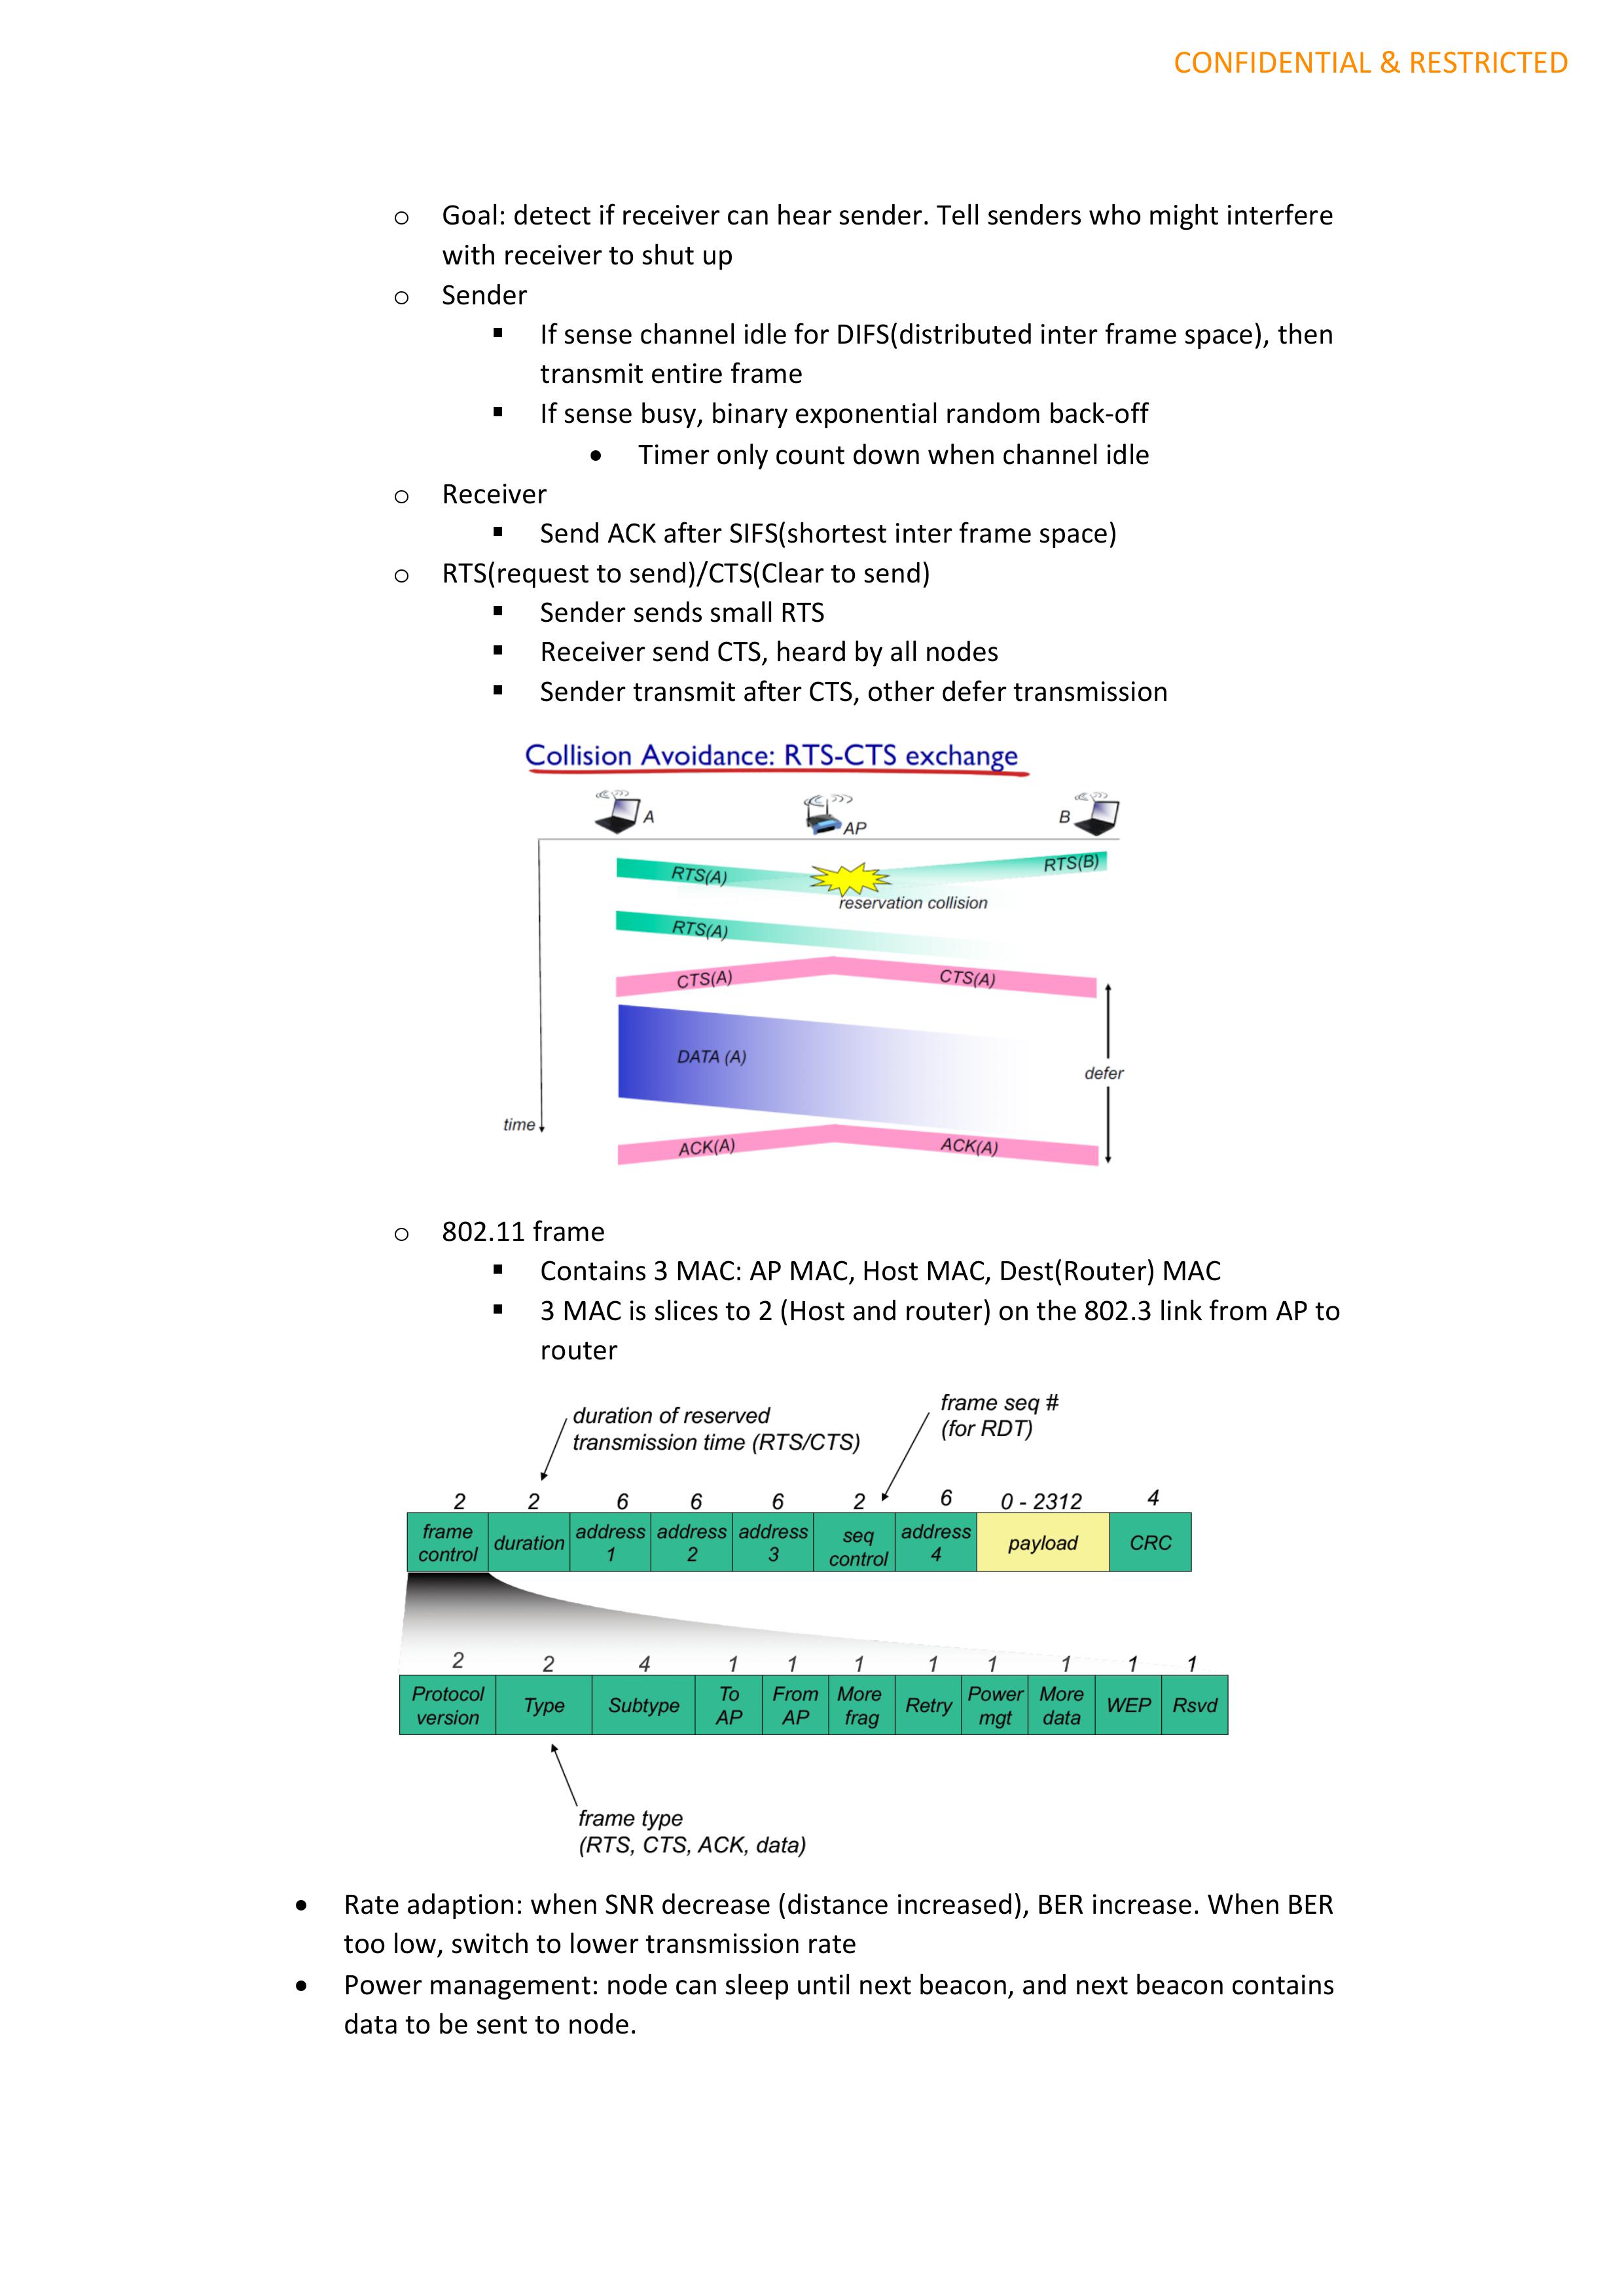 CONFIDENTIAL & RESTRICTED
o Goal: detect if receiver can hear sender. Tell senders who might interfere
with receiver to shut up
o Sender
▪ If sense channel idle for DIFS(distributed inter frame space), then
transmit entire frame
▪ If sense busy, binary exponential random back-off
• Timer only count down when channel idle
o Receiver
▪ Send ACK after SIFS(shortest inter frame space)
o RTS(request to send)/CTS(Clear to send)
▪ Sender sends small RTS
▪ Receiver send CTS, heard by all nodes
▪ Sender transmit after CTS, other defer transmission
Collision Avoidance: RTS-CTS exchange
A AP B
RTS(A) RTS(B)
reservation collision
RTS(A)
CTS(A) CTS(A)
DATA (A)
defer
time
ACK(A) ACK(A)
o 802.11 frame
▪ Contains 3 MAC: AP MAC, Host MAC, Dest(Router) MAC
▪ 3 MAC is slices to 2 (Host and router) on the 802.3 link from AP to
router
duration of reserved
transmission time (RTS/CTS)
frame seq #
(for RDT)
2 2 6 6 6 2 6 0 - 2312 4
frame control duration address 1 address 2 address 3 seq control address 4 payload CRC
2 2 4 1 1 1 1 1 1 1 1
Protocol version Type Subtype To AP From AP More frag Retry Power mgt More data WEP Rsvd
frame type
(RTS, CTS, ACK, data)
• Rate adaption: when SNR decrease (distance increased), BER increase. When BER
too low, switch to lower transmission rate
• Power management: node can sleep until next beacon, and next beacon contains
data to be sent to node.